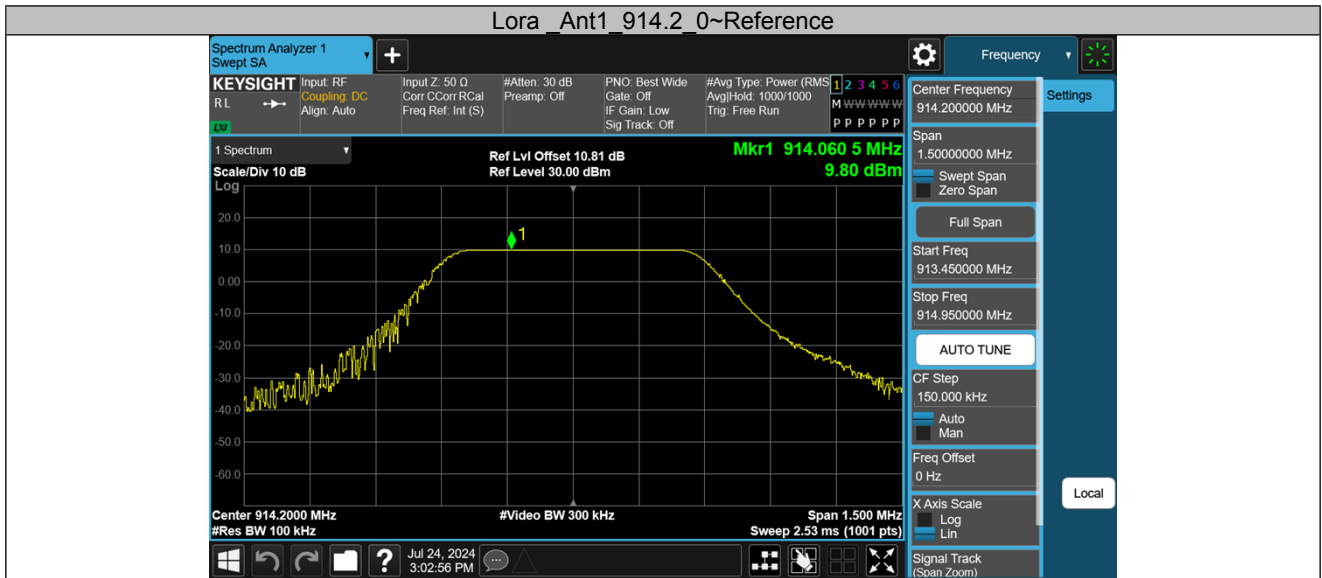 Lora _Ant1_914.2_0~Reference
Spectrum Analyzer 1
Swept SA
+
Frequency
KEYSIGHT
RL
LXI
Input: RF
Coupling: DC
Align: Auto
Input Z: 50 Ω
Corr CCorr RCal
Freq Ref: Int (S)
#Atten: 30 dB
Preamp: Off
PNO: Best Wide
Gate: Off
IF Gain: Low
Sig Track: Off
#Avg Type: Power (RMS
Avg|Hold: 1000/1000
Trig: Free Run
1 2 3 4 5 6
M W W W W W
P P P P P P
1 Spectrum
Scale/Div 10 dB
Ref Lvl Offset 10.81 dB
Ref Level 30.00 dBm
Mkr1 914.060 5 MHz
9.80 dBm
Log
20.0
10.0
0.00
-10.0
-20.0
-30.0
-40.0
-50.0
-60.0
1
Center 914.2000 MHz
#Res BW 100 kHz
#Video BW 300 kHz
Span 1.500 MHz
Sweep 2.53 ms (1001 pts)
Center Frequency
914.200000 MHz
Settings
Span
1.50000000 MHz
Swept Span
Zero Span
Full Span
Start Freq
913.450000 MHz
Stop Freq
914.950000 MHz
AUTO TUNE
CF Step
150.000 kHz
Auto
Man
Freq Offset
0 Hz
X Axis Scale
Log
Lin
Local
Signal Track
(Span Zoom)
?
Jul 24, 2024
3:02:56 PM